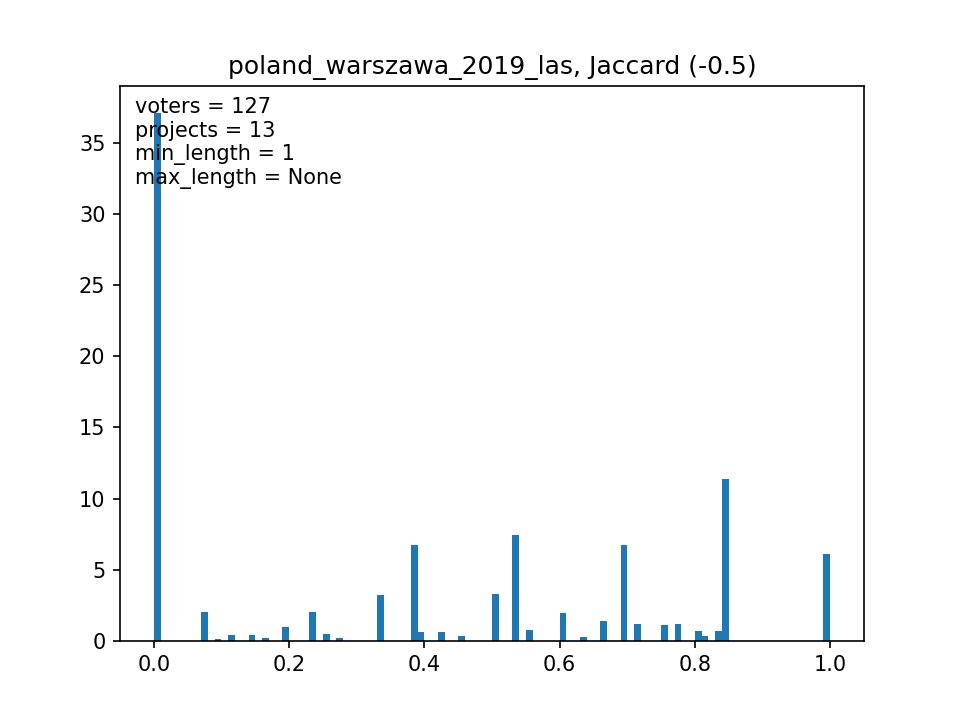 poland_warszawa_2019_las, Jaccard (-0.5)
voters = 127
projects = 13
min_length = 1
max_length = None
35
30
25
20
15
10
5
0
0.0 0.2 0.4 0.6 0.8 1.0